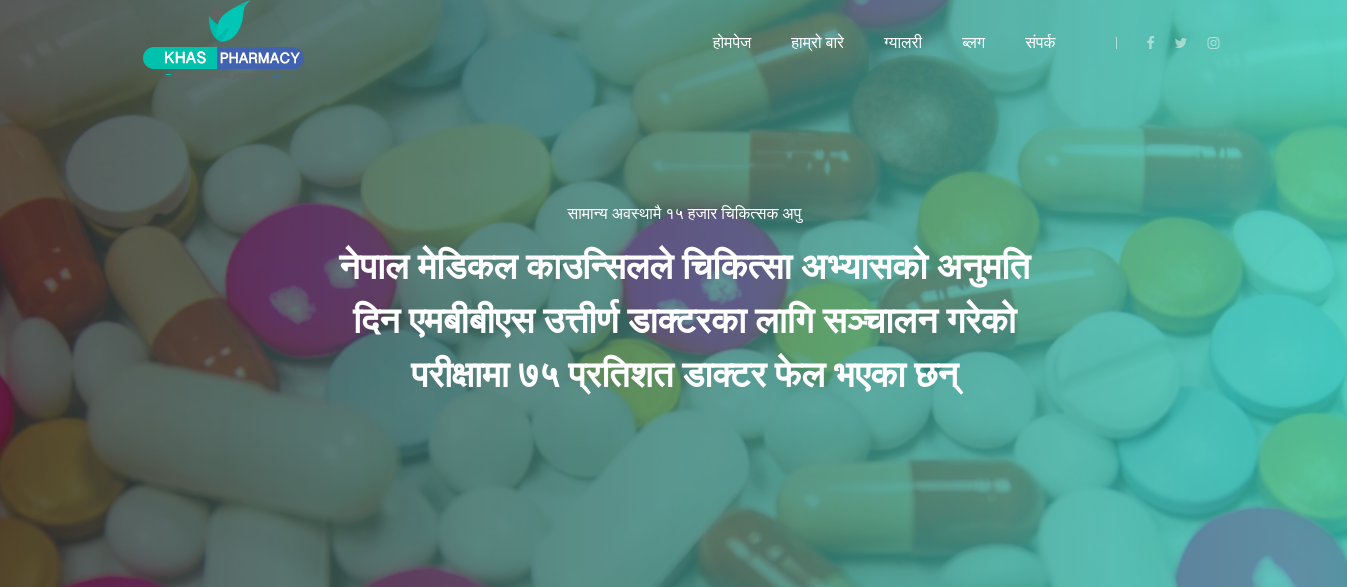 KHAS PHARMACY
होमपेज हाम्रो बारे ग्यालरी ब्लग संपर्क
सामान्य अवस्थामै १५ हजार चिकित्सक अपु
नेपाल मेडिकल काउन्सिलले चिकित्सा अभ्यासको अनुमति
दिन एमबीबीएस उत्तीर्ण डाक्टरका लागि सञ्चालन गरेको
परीक्षामा ७५ प्रतिशत डाक्टर फेल भएका छन्